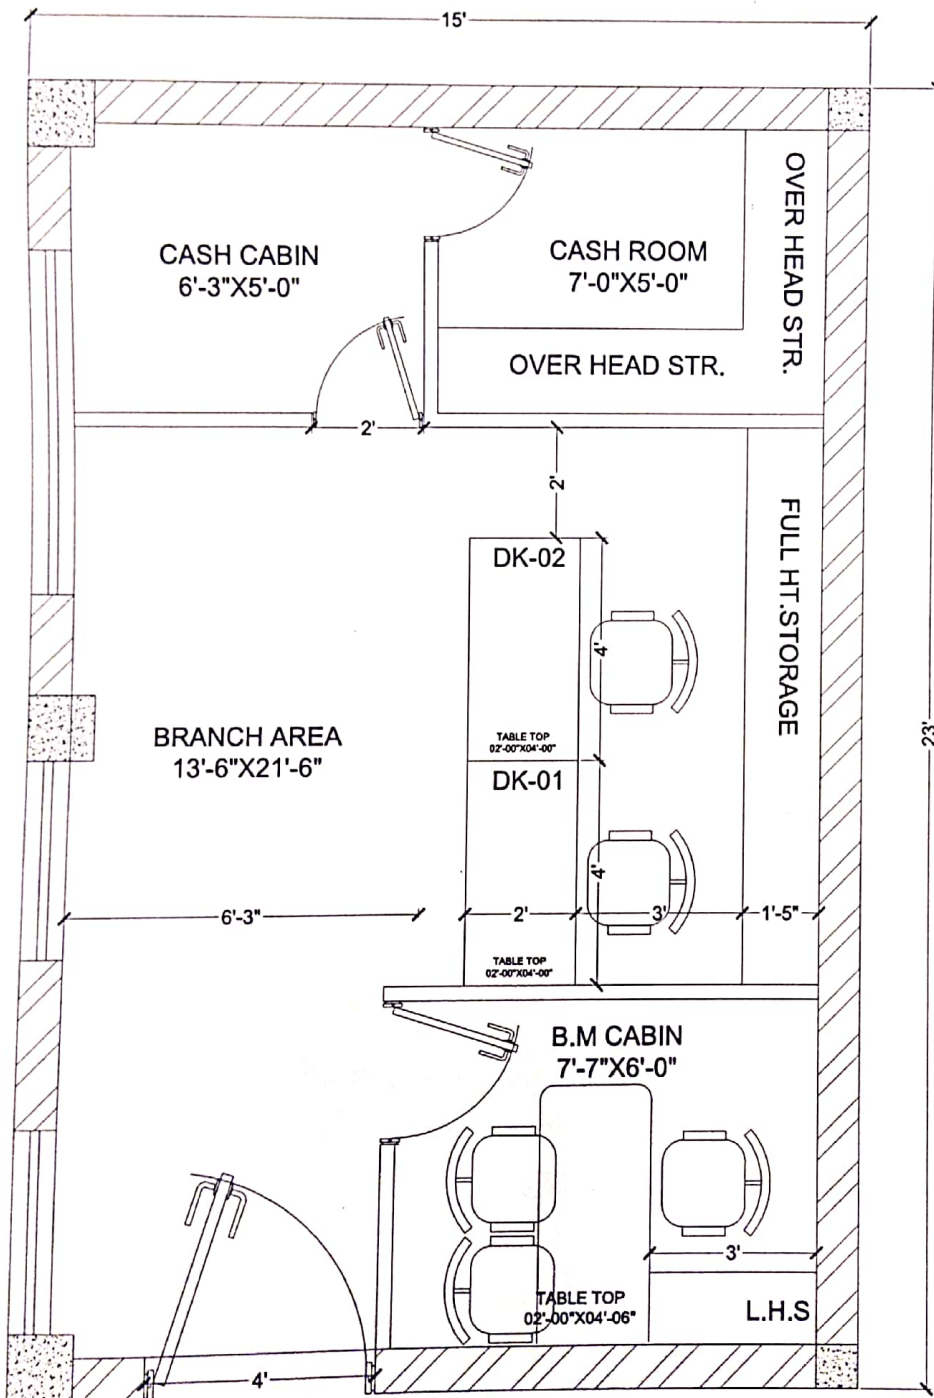 15'
CASH CABIN
6'-3"X5'-0"
CASH ROOM
7'-0"X5'-0"
OVER HEAD STR.
OVER HEAD STR.
2'
2'
DK-02
4'
FULL HT.STORAGE
TABLE TOP
02'-00"X04'-00"
BRANCH AREA
13'-6"X21'-6"
23'
DK-01
4'
6'-3"
2'
3'
1'-5"
TABLE TOP
02'-00"X04'-00"
B.M CABIN
7'-7"X6'-0"
3'
TABLE TOP
02'-00"X04'-06"
L.H.S
4'